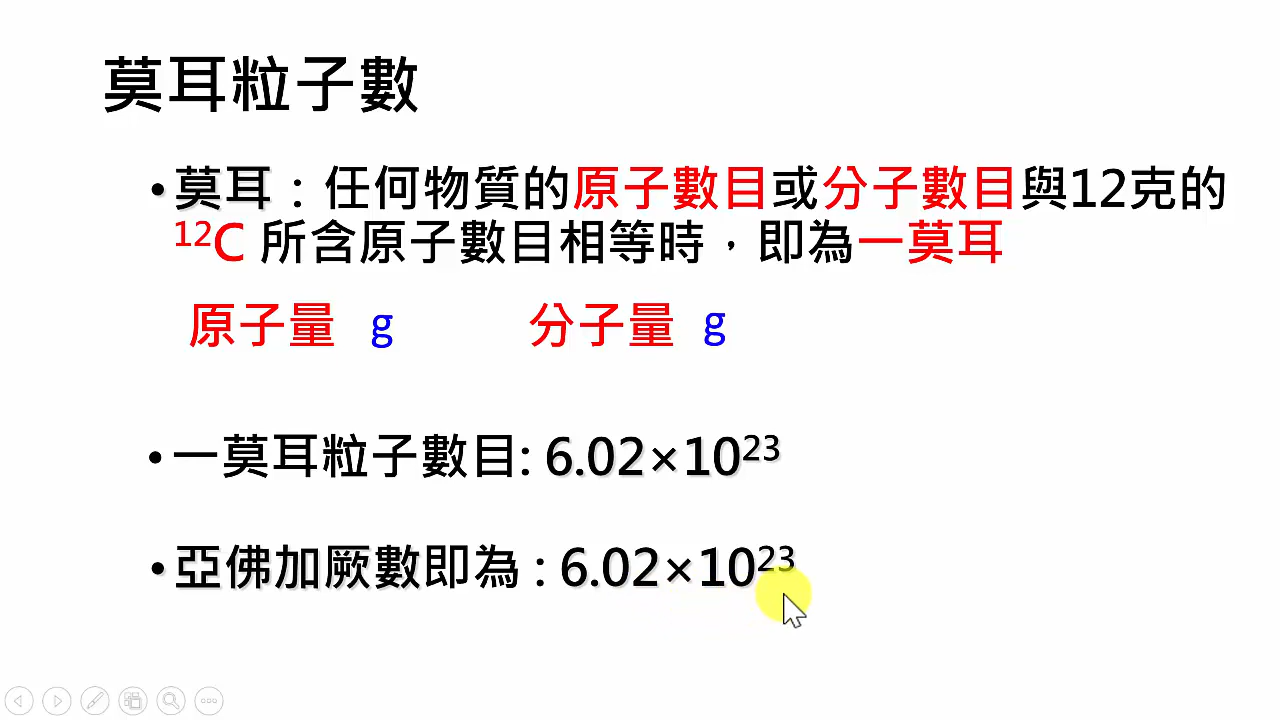 莫耳粒子數
•莫耳：任何物質的原子數目或分子數目與12克的
¹²C 所含原子數目相等時，即為一莫耳
原子量 g 分子量 g
•一莫耳粒子數目: 6.02×10²³
•亞佛加厥數即為 : 6.02×10²³